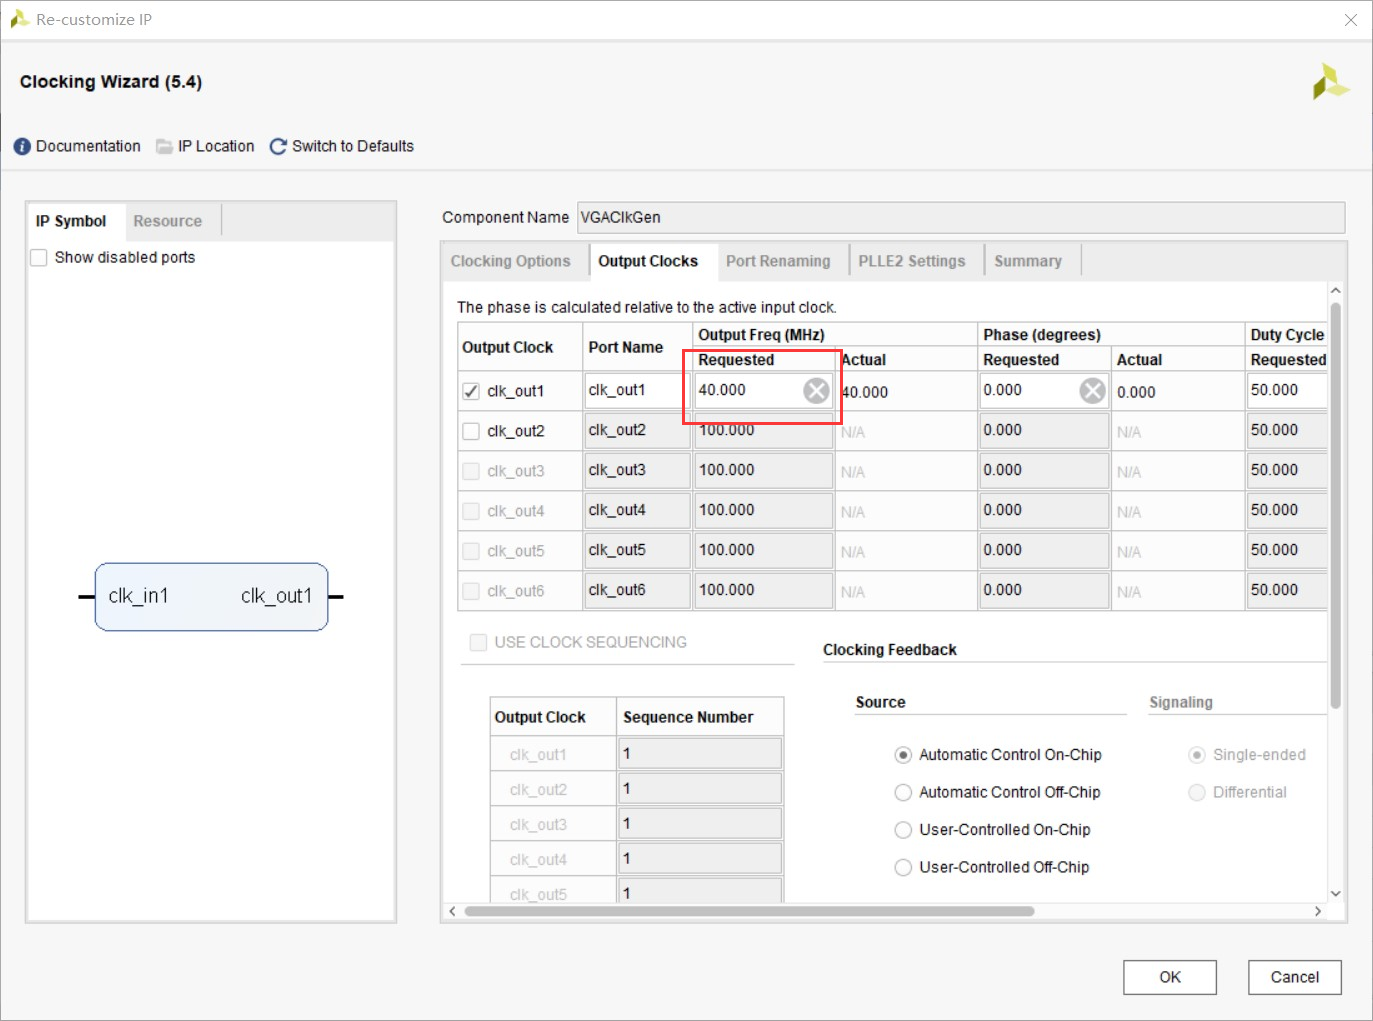 Re-customize IP
Clocking Wizard (5.4)
Documentation IP Location Switch to Defaults
IP Symbol Resource
Show disabled ports
clk_in1 clk_out1
Component Name VGAClkGen
Clocking Options Output Clocks Port Renaming PLLE2 Settings Summary
The phase is calculated relative to the active input clock.
Output Clock Port Name Output Freq (MHz) Phase (degrees) Duty Cycle
Requested Actual Requested Actual Requested
clk_out1 clk_out1 40.000 40.000 0.000 0.000 50.000
clk_out2 clk_out2 100.000 N/A 0.000 N/A 50.000
clk_out3 clk_out3 100.000 N/A 0.000 N/A 50.000
clk_out4 clk_out4 100.000 N/A 0.000 N/A 50.000
clk_out5 clk_out5 100.000 N/A 0.000 N/A 50.000
clk_out6 clk_out6 100.000 N/A 0.000 N/A 50.000
USE CLOCK SEQUENCING
Output Clock Sequence Number
clk_out1 1
clk_out2 1
clk_out3 1
clk_out4 1
clk_out5 1
Clocking Feedback
Source
Automatic Control On-Chip
Automatic Control Off-Chip
User-Controlled On-Chip
User-Controlled Off-Chip
Signaling
Single-ended
Differential
OK Cancel